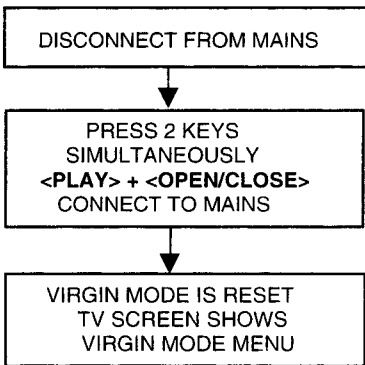 DISCONNECT FROM MAINS
PRESS 2 KEYS
SIMULTANEOUSLY
<PLAY> + <OPEN/CLOSE>
CONNECT TO MAINS
VIRGIN MODE IS RESET
TV SCREEN SHOWS
VIRGIN MODE MENU